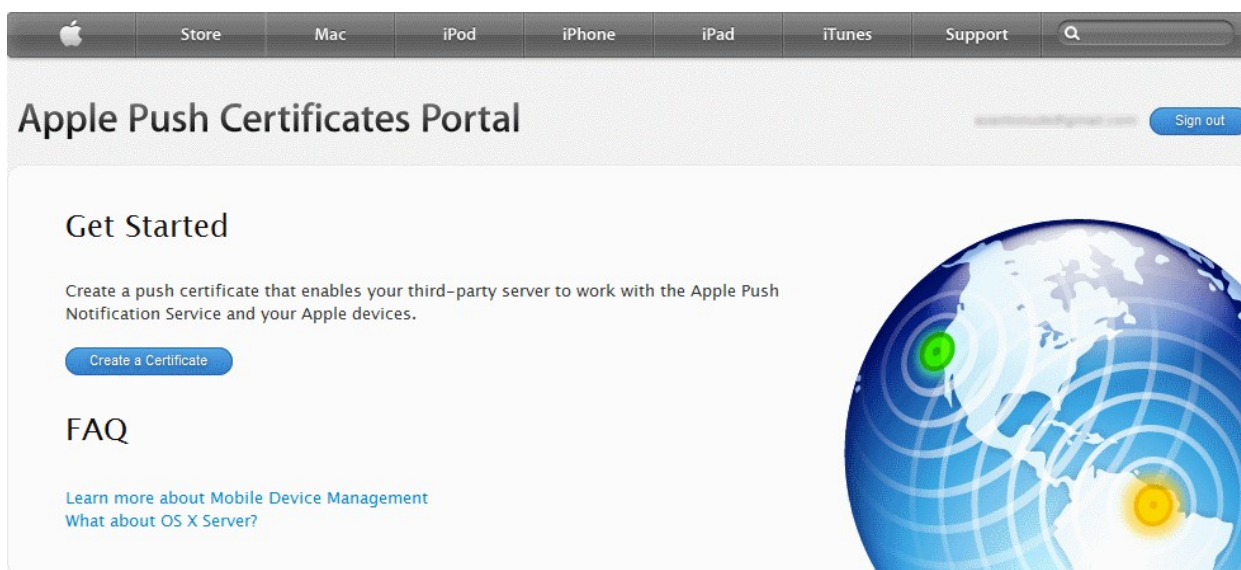 Store Mac iPod iPhone iPad iTunes Support
Apple Push Certificates Portal
Sign out
Get Started
Create a push certificate that enables your third-party server to work with the Apple Push
Notification Service and your Apple devices.
Create a Certificate
FAQ
Learn more about Mobile Device Management
What about OS X Server?